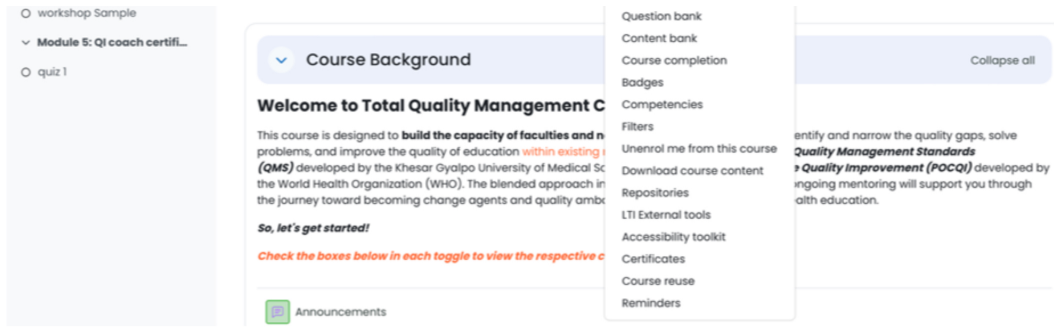 workshop Sample
Module 5: QI coach certifi...
quiz 1
Course Background
Collapse all
Welcome to Total Quality Management C
This course is designed to build the capacity of faculties and n
entify and narrow the quality gaps, solve
problems, and improve the quality of education within existing
Quality Management Standards
(QMS) developed by the Khesar Gyalpo University of Medical Sc
Quality Improvement (POCQI) developed by
the World Health Organization (WHO). The blended approach in
ongoing mentoring will support you through
the journey toward becoming change agents and quality amb
alth education.
So, let's get started!
Check the boxes below in each toggle to view the respective c
Announcements
Question bank
Content bank
Course completion
Badges
Competencies
Filters
Unenrol me from this course
Download course content
Repositories
LTI External tools
Accessibility toolkit
Certificates
Course reuse
Reminders